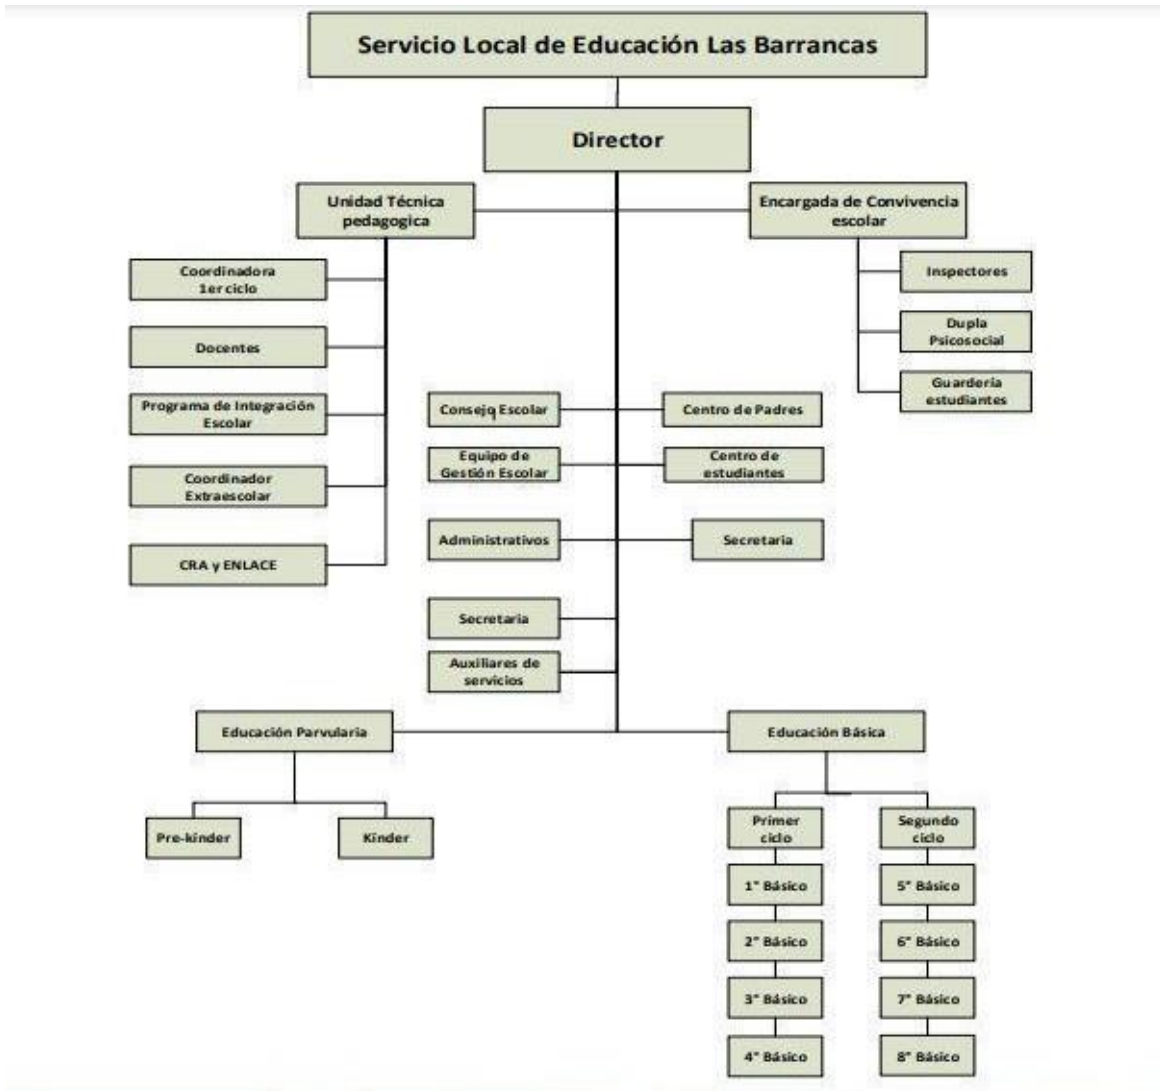 Servicio Local de Educación Las Barrancas
Director
Unidad Técnica
pedagogica
Encargada de Convivencia
escolar
Coordinadora
1er ciclo
Docentes
Programa de Integración
Escolar
Coordinador
Extraescolar
CRA y ENLACE
Inspectores
Dupla
Psicosocial
Guardería
estudiantes
Consejo Escolar
Centro de Padres
Equipo de
Gestión Escolar
Centro de
estudiantes
Administrativos
Secretaria
Secretaria
Auxiliares de
servicios
Educación Parvularia
Educación Básica
Pre-kinder
Kinder
Primer
ciclo
Segundo
ciclo
1° Básico
5° Básico
2° Básico
6° Básico
3° Básico
7° Básico
4° Básico
8° Básico